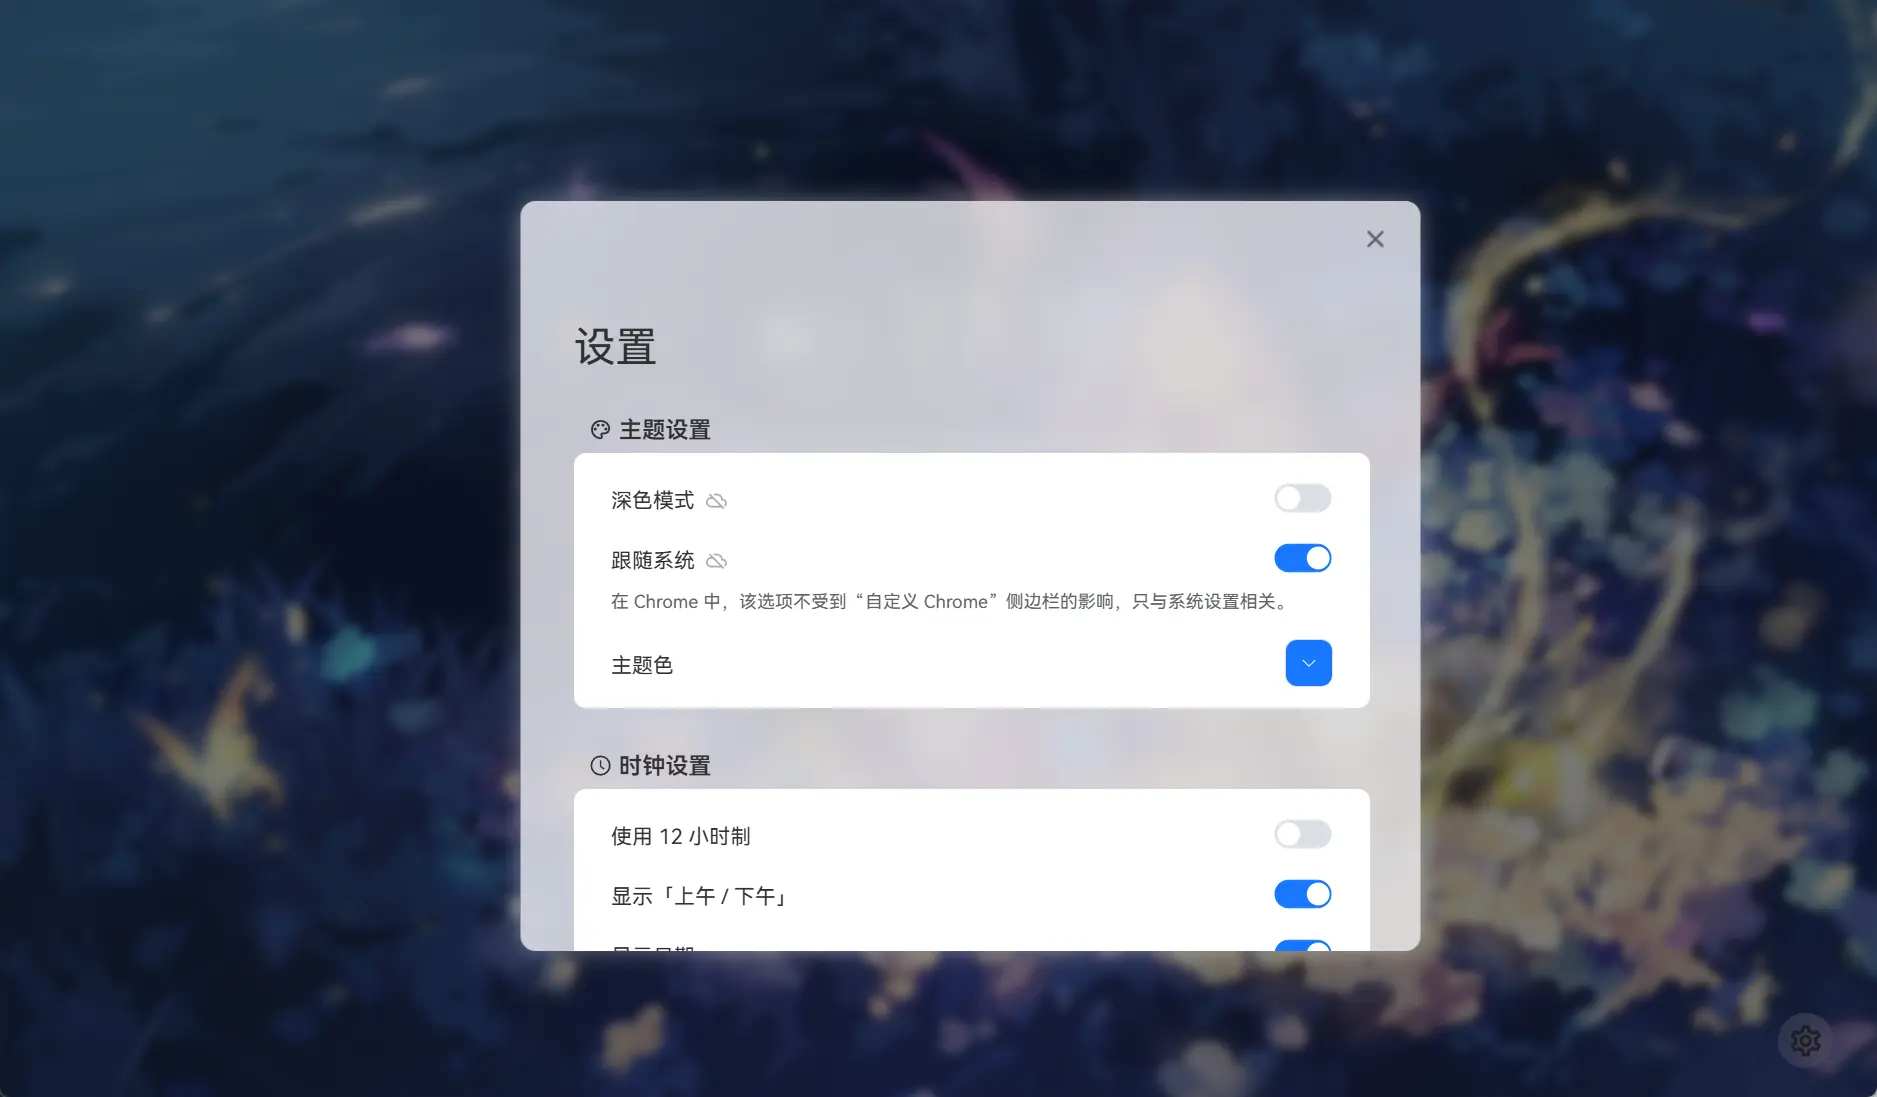 设置
主题设置
深色模式
跟随系统
在 Chrome 中，该选项不受到“自定义 Chrome”侧边栏的影响，只与系统设置相关。
主题色
时钟设置
使用 12 小时制
显示「上午 / 下午」